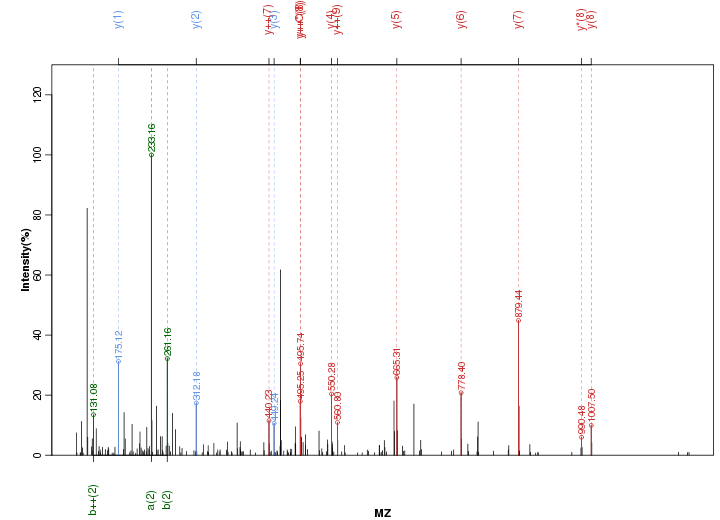 y(1)
y(2)
y++(7)
y(3)
y(4)
y++(9)
y(5)
y(6)
y(7)
y*(8)
y(8)
Intensity(%)
0
20
40
60
80
100
120
131.08
175.12
233.16
261.16
312.18
440.23
449.24
495.25
495.74
550.28
560.80
665.31
778.40
879.44
990.48
1007.50
b++(2)
a(2)
b(2)
MZ